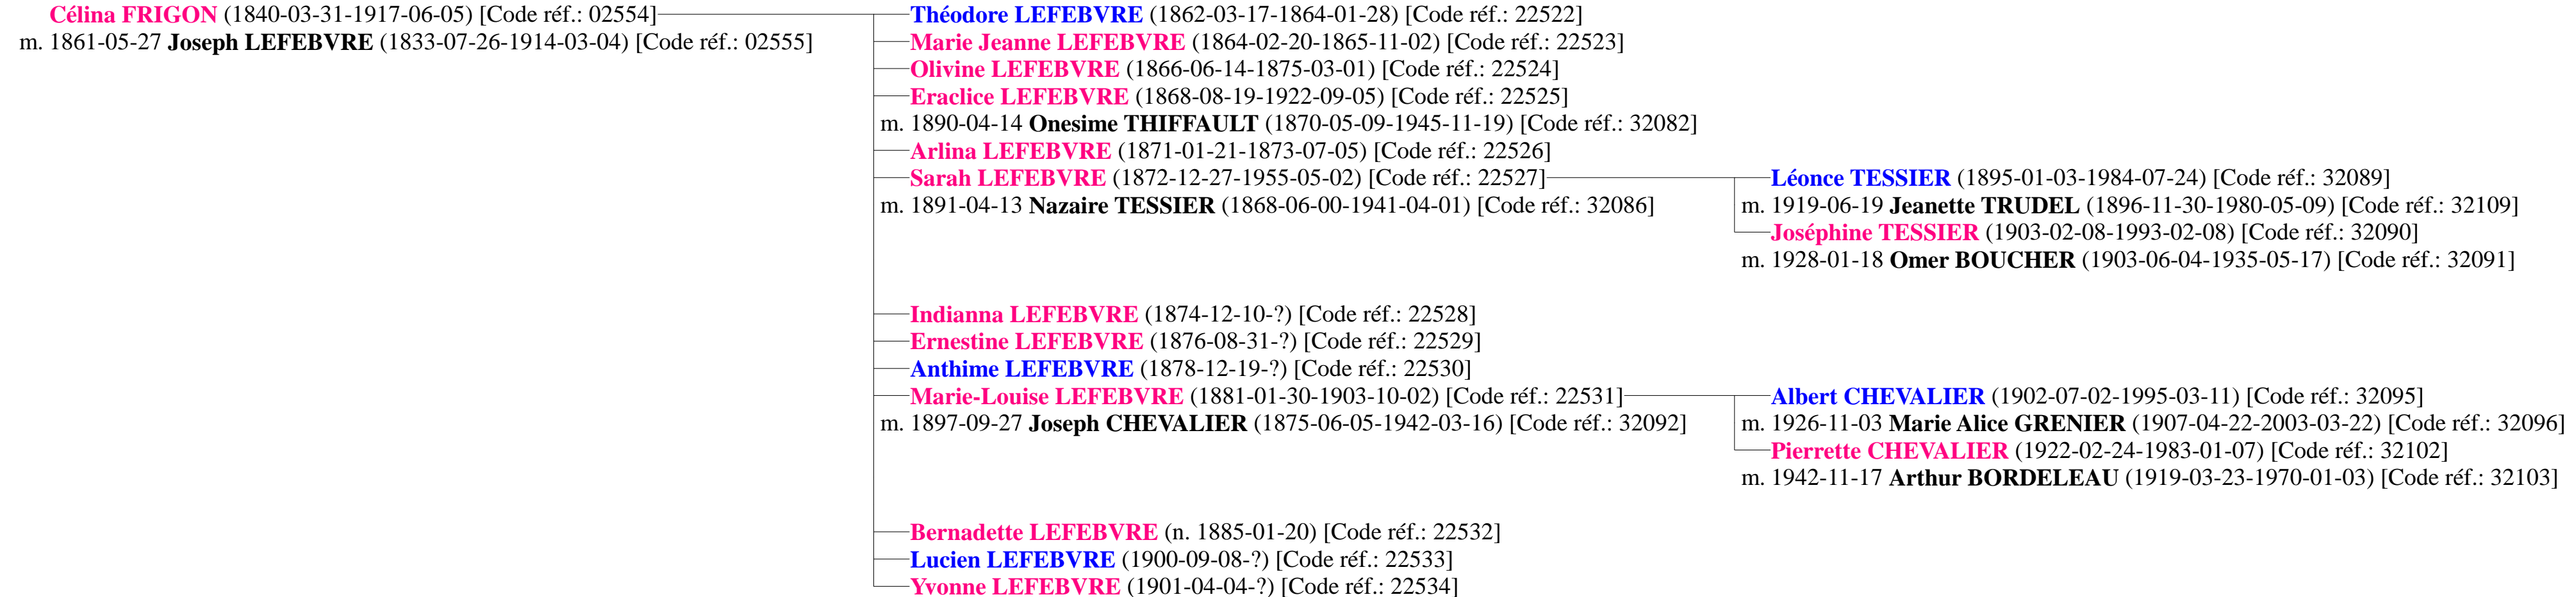 Célina FRIGON (1840-03-31-1917-06-05) [Code réf.: 02554]
m. 1861-05-27 Joseph LEFEBVRE (1833-07-26-1914-03-04) [Code réf.: 02555]
Théodore LEFEBVRE (1862-03-17-1864-01-28) [Code réf.: 22522]
Marie Jeanne LEFEBVRE (1864-02-20-1865-11-02) [Code réf.: 22523]
Olivine LEFEBVRE (1866-06-14-1875-03-01) [Code réf.: 22524]
Eraclice LEFEBVRE (1868-08-19-1922-09-05) [Code réf.: 22525]
m. 1890-04-14 Onesime THIFFAULT (1870-05-09-1945-11-19) [Code réf.: 32082]
Arlina LEFEBVRE (1871-01-21-1873-07-05) [Code réf.: 22526]
Sarah LEFEBVRE (1872-12-27-1955-05-02) [Code réf.: 22527]
m. 1891-04-13 Nazaire TESSIER (1868-06-00-1941-04-01) [Code réf.: 32086]
Léonce TESSIER (1895-01-03-1984-07-24) [Code réf.: 32089]
m. 1919-06-19 Jeanette TRUDEL (1896-11-30-1980-05-09) [Code réf.: 32109]
Joséphine TESSIER (1903-02-08-1993-02-08) [Code réf.: 32090]
m. 1928-01-18 Omer BOUCHER (1903-06-04-1935-05-17) [Code réf.: 32091]
Indianna LEFEBVRE (1874-12-10-?) [Code réf.: 22528]
Ernestine LEFEBVRE (1876-08-31-?) [Code réf.: 22529]
Anthime LEFEBVRE (1878-12-19-?) [Code réf.: 22530]
Marie-Louise LEFEBVRE (1881-01-30-1903-10-02) [Code réf.: 22531]
m. 1897-09-27 Joseph CHEVALIER (1875-06-05-1942-03-16) [Code réf.: 32092]
Albert CHEVALIER (1902-07-02-1995-03-11) [Code réf.: 32095]
m. 1926-11-03 Marie Alice GRENIER (1907-04-22-2003-03-22) [Code réf.: 32096]
Pierrette CHEVALIER (1922-02-24-1983-01-07) [Code réf.: 32102]
m. 1942-11-17 Arthur BORDELEAU (1919-03-23-1970-01-03) [Code réf.: 32103]
Bernadette LEFEBVRE (n. 1885-01-20) [Code réf.: 22532]
Lucien LEFEBVRE (1900-09-08-?) [Code réf.: 22533]
Yvonne LEFEBVRE (1901-04-04-?) [Code réf.: 22534]